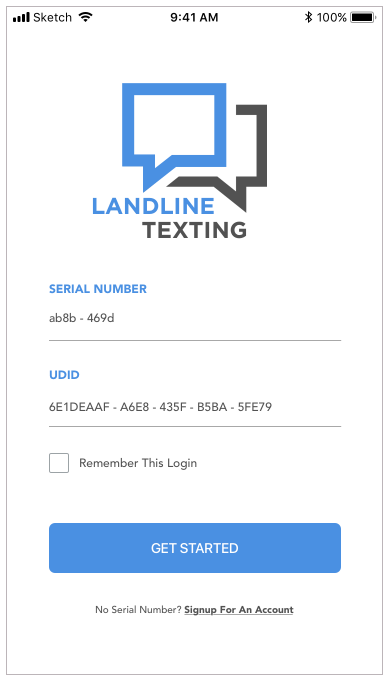 Sketch 9:41 AM 100%
LANDLINE
TEXTING
SERIAL NUMBER
ab8b - 469d
UDID
6E1DEAAF - A6E8 - 435F - B5BA - 5FE79
Remember This Login
GET STARTED
No Serial Number? Signup For An Account